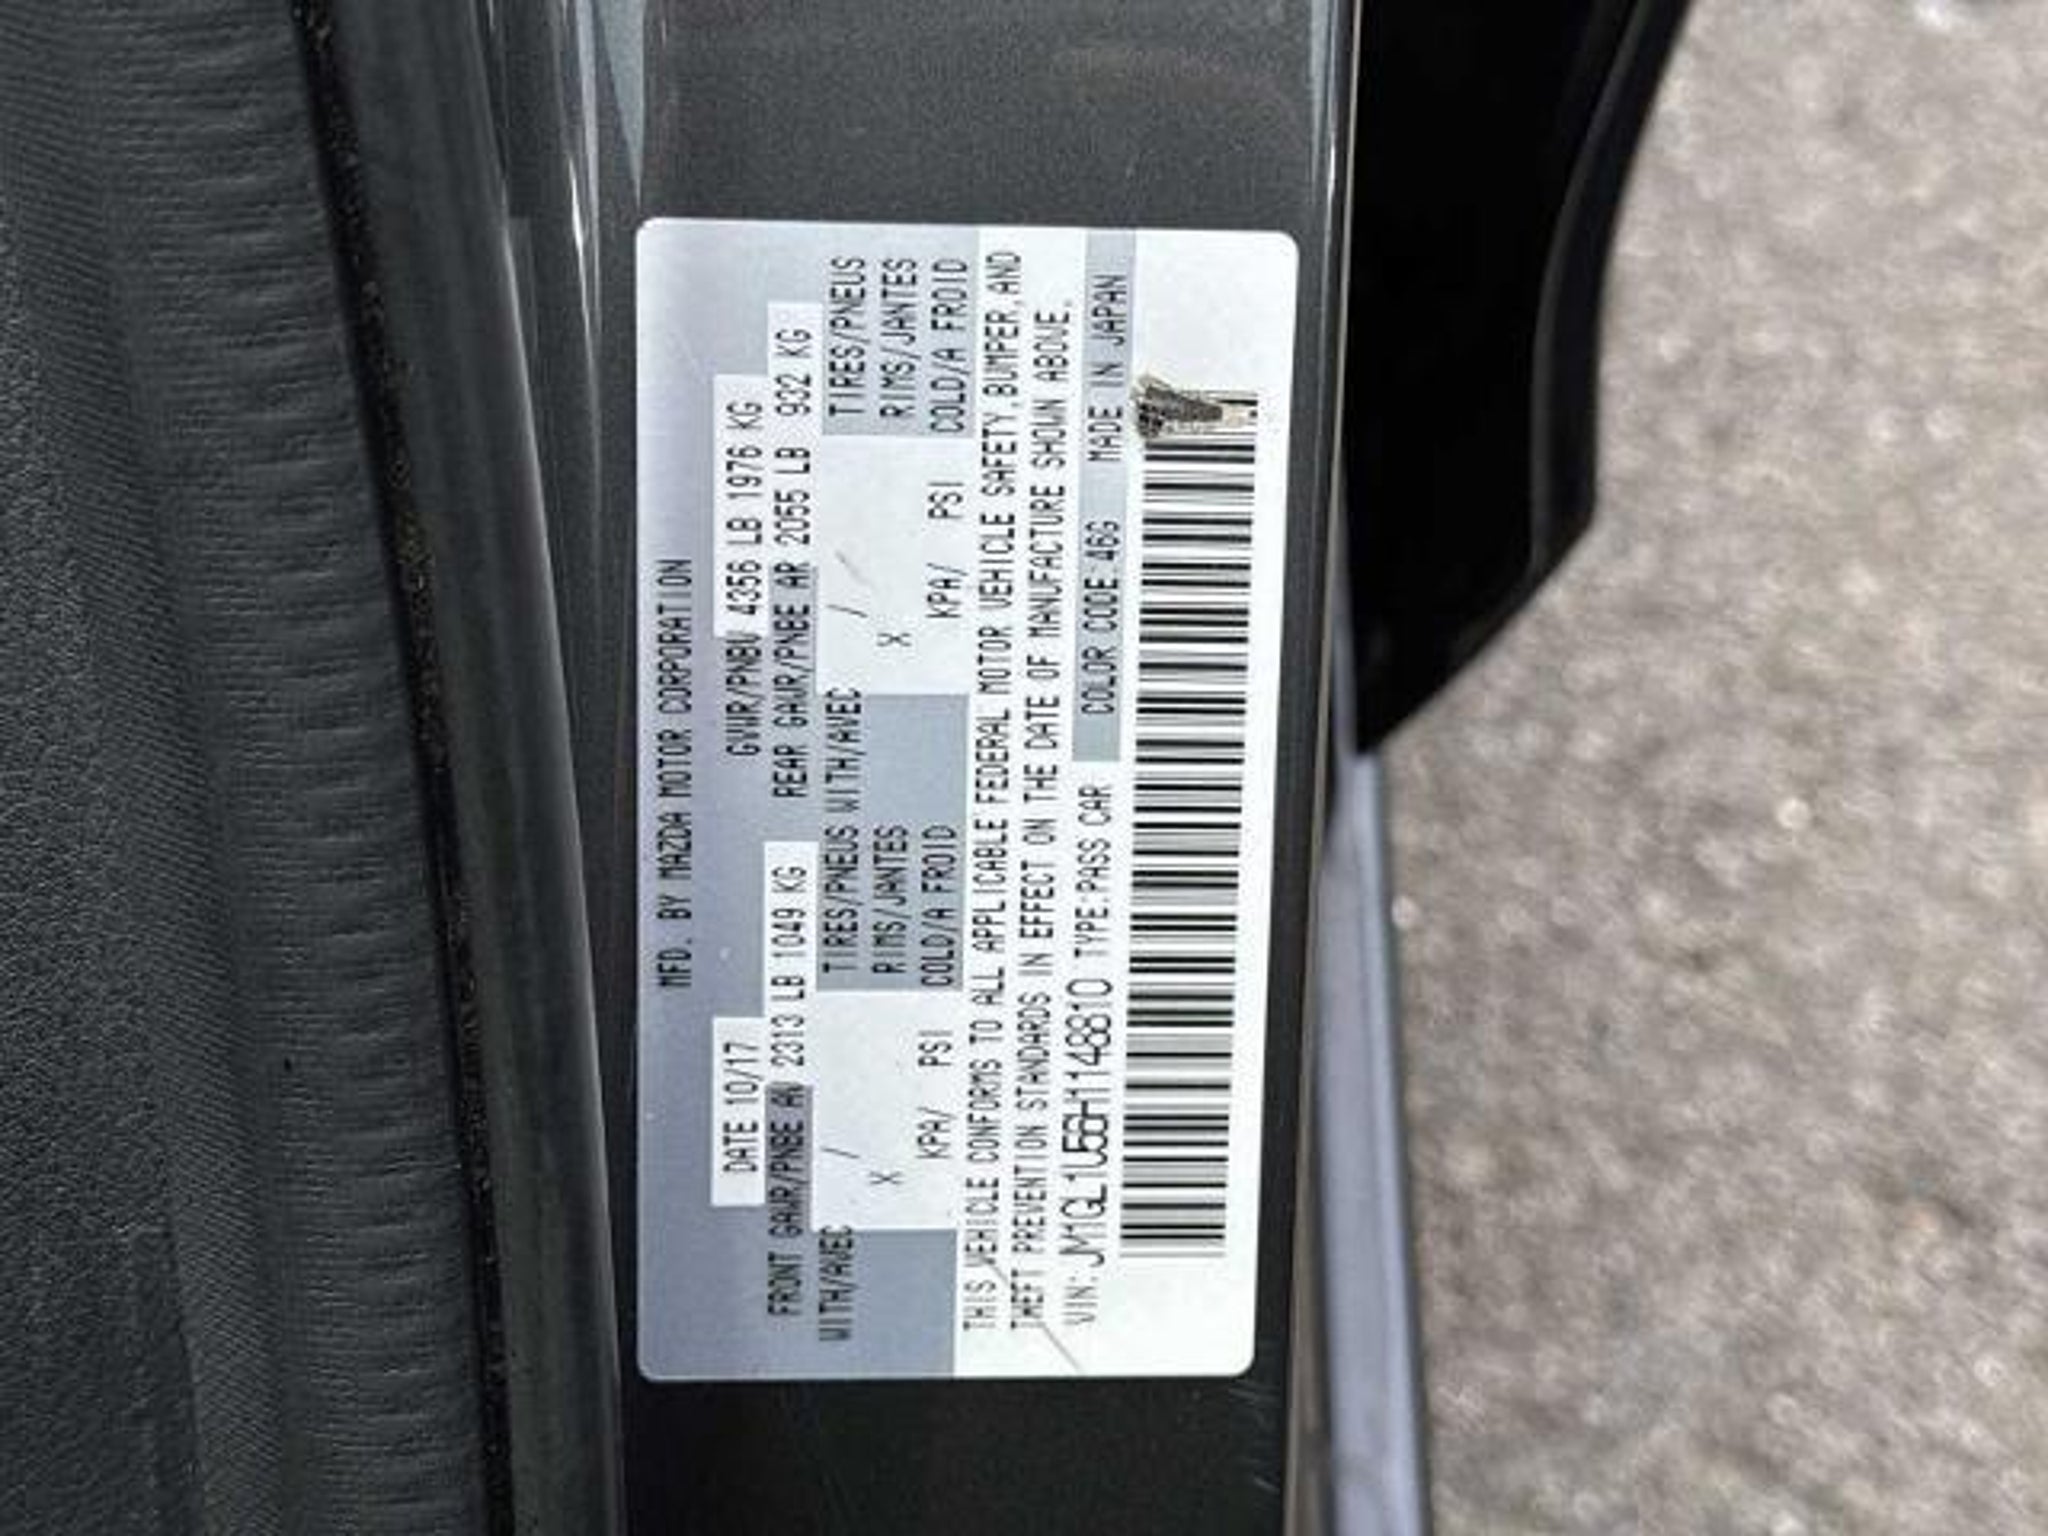 MFD. BY MAZDA MOTOR CORPORATION
DATE 10/17 GVWR/PNBV 4356 LB 1976 KG
FRONT GAWR/PNBE AV 2313 LB 1049 KG REAR GAWR/PNBE AR 2055 LB 932 KG
WITH/AVEC / TIRES/PNEUS WITH/AVEC / TIRES/PNEUS
X RIMS/JANTES X RIMS/JANTES
KPA/ PSI COLD/A FROID KPA/ PSI COLD/A FROID
THIS VEHICLE CONFORMS TO ALL APPLICABLE FEDERAL MOTOR VEHICLE SAFETY,BUMPER,AND
THEFT PREVENTION STANDARDS IN EFFECT ON THE DATE OF MANUFACTURE SHOWN ABOVE.
VIN: JM1GL1U56H1148810 TYPE:PASS CAR COLOR CODE 46G MADE IN JAPAN